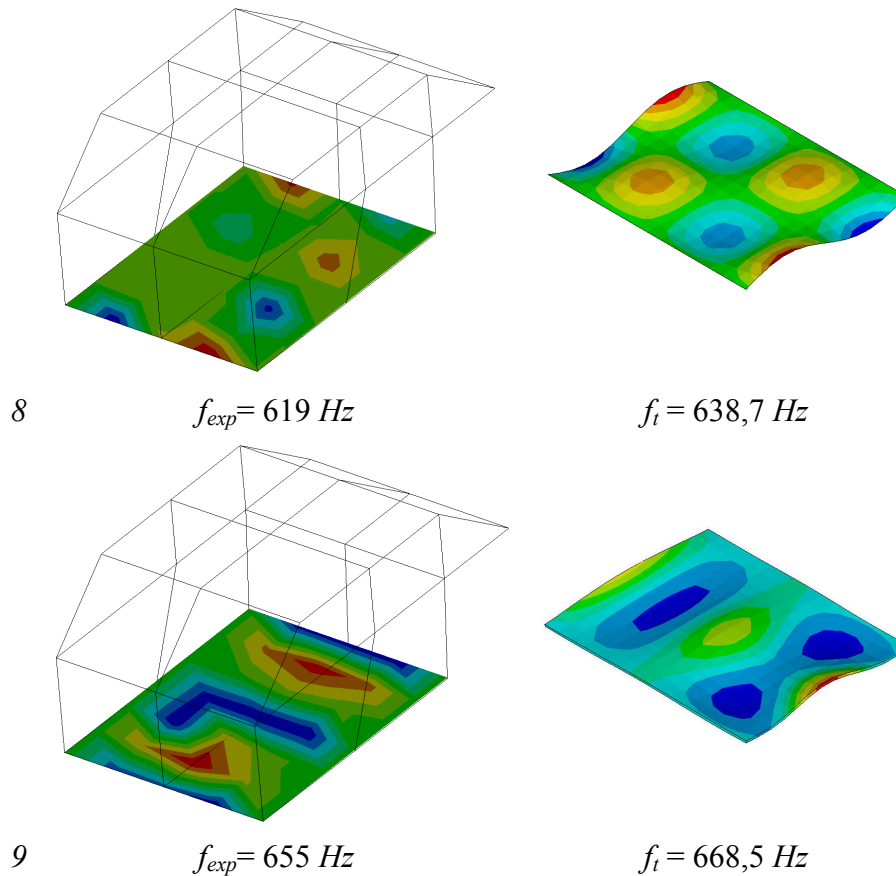 8 f_exp= 619 Hz f_t = 638,7 Hz
9 f_exp= 655 Hz f_t = 668,5 Hz